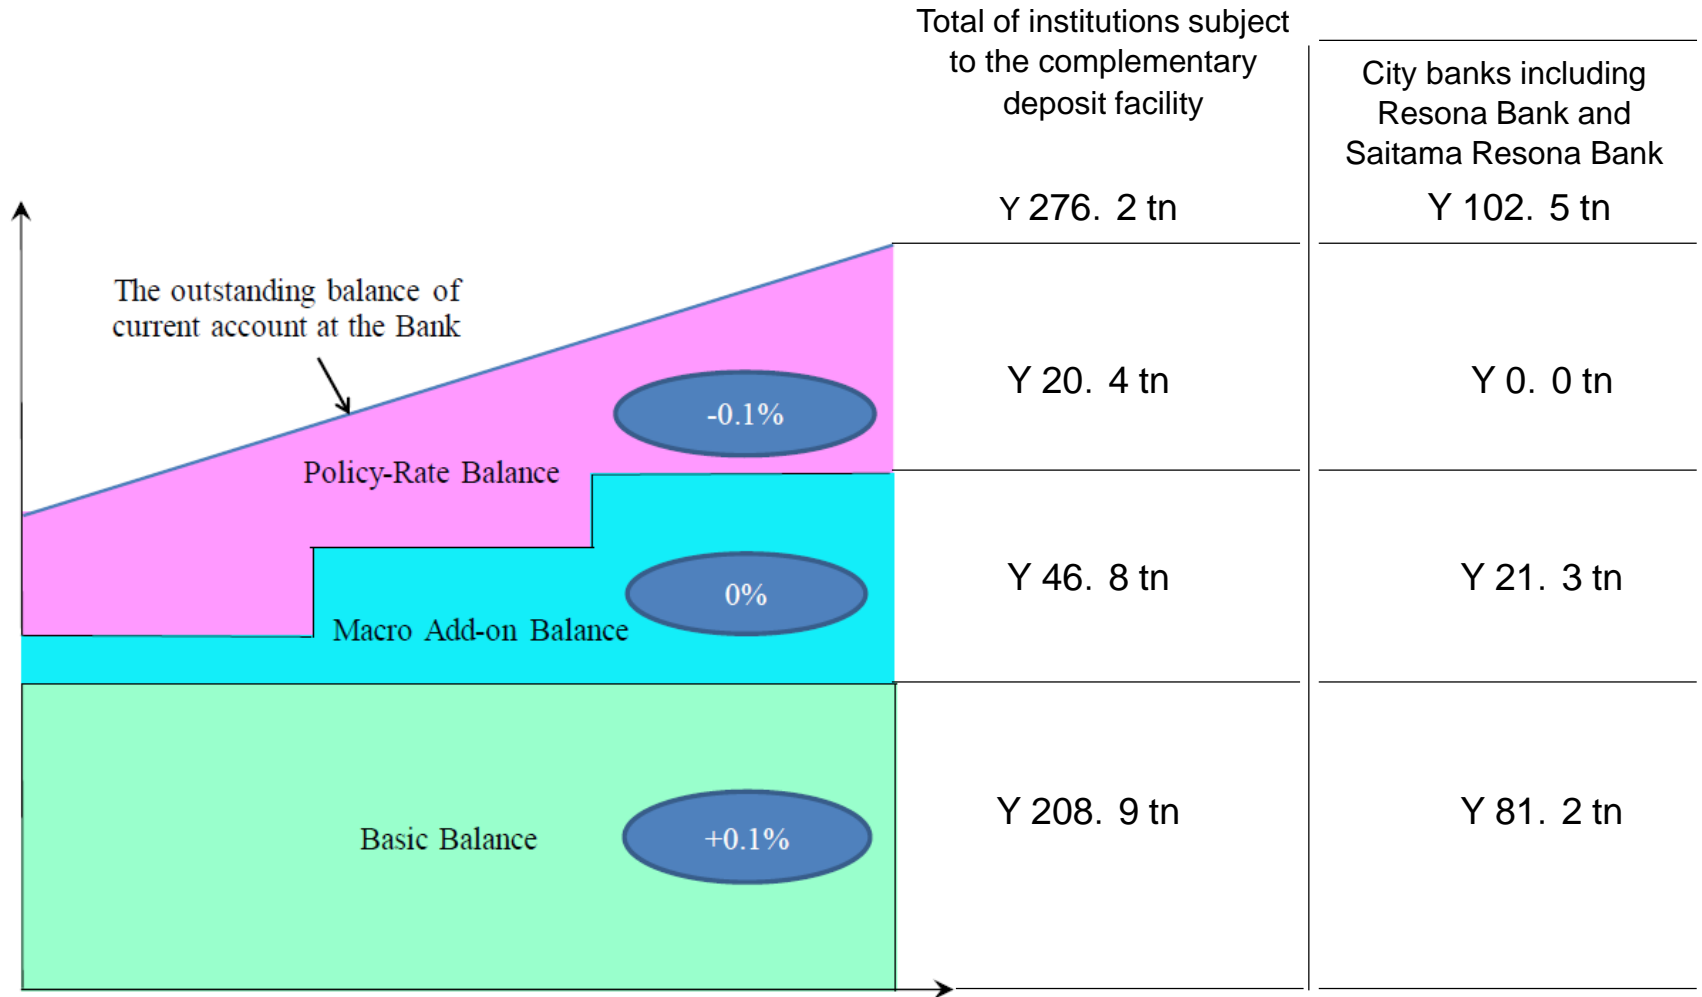 Total of institutions subject
to the complementary
deposit facility
City banks including
Resona Bank and
Saitama Resona Bank
Y 276. 2 tn
Y 102. 5 tn
The outstanding balance of
current account at the Bank
-0.1%
Y 20. 4 tn
Y 0. 0 tn
Policy-Rate Balance
0%
Y 46. 8 tn
Y 21. 3 tn
Macro Add-on Balance
Basic Balance
+0.1%
Y 208. 9 tn
Y 81. 2 tn